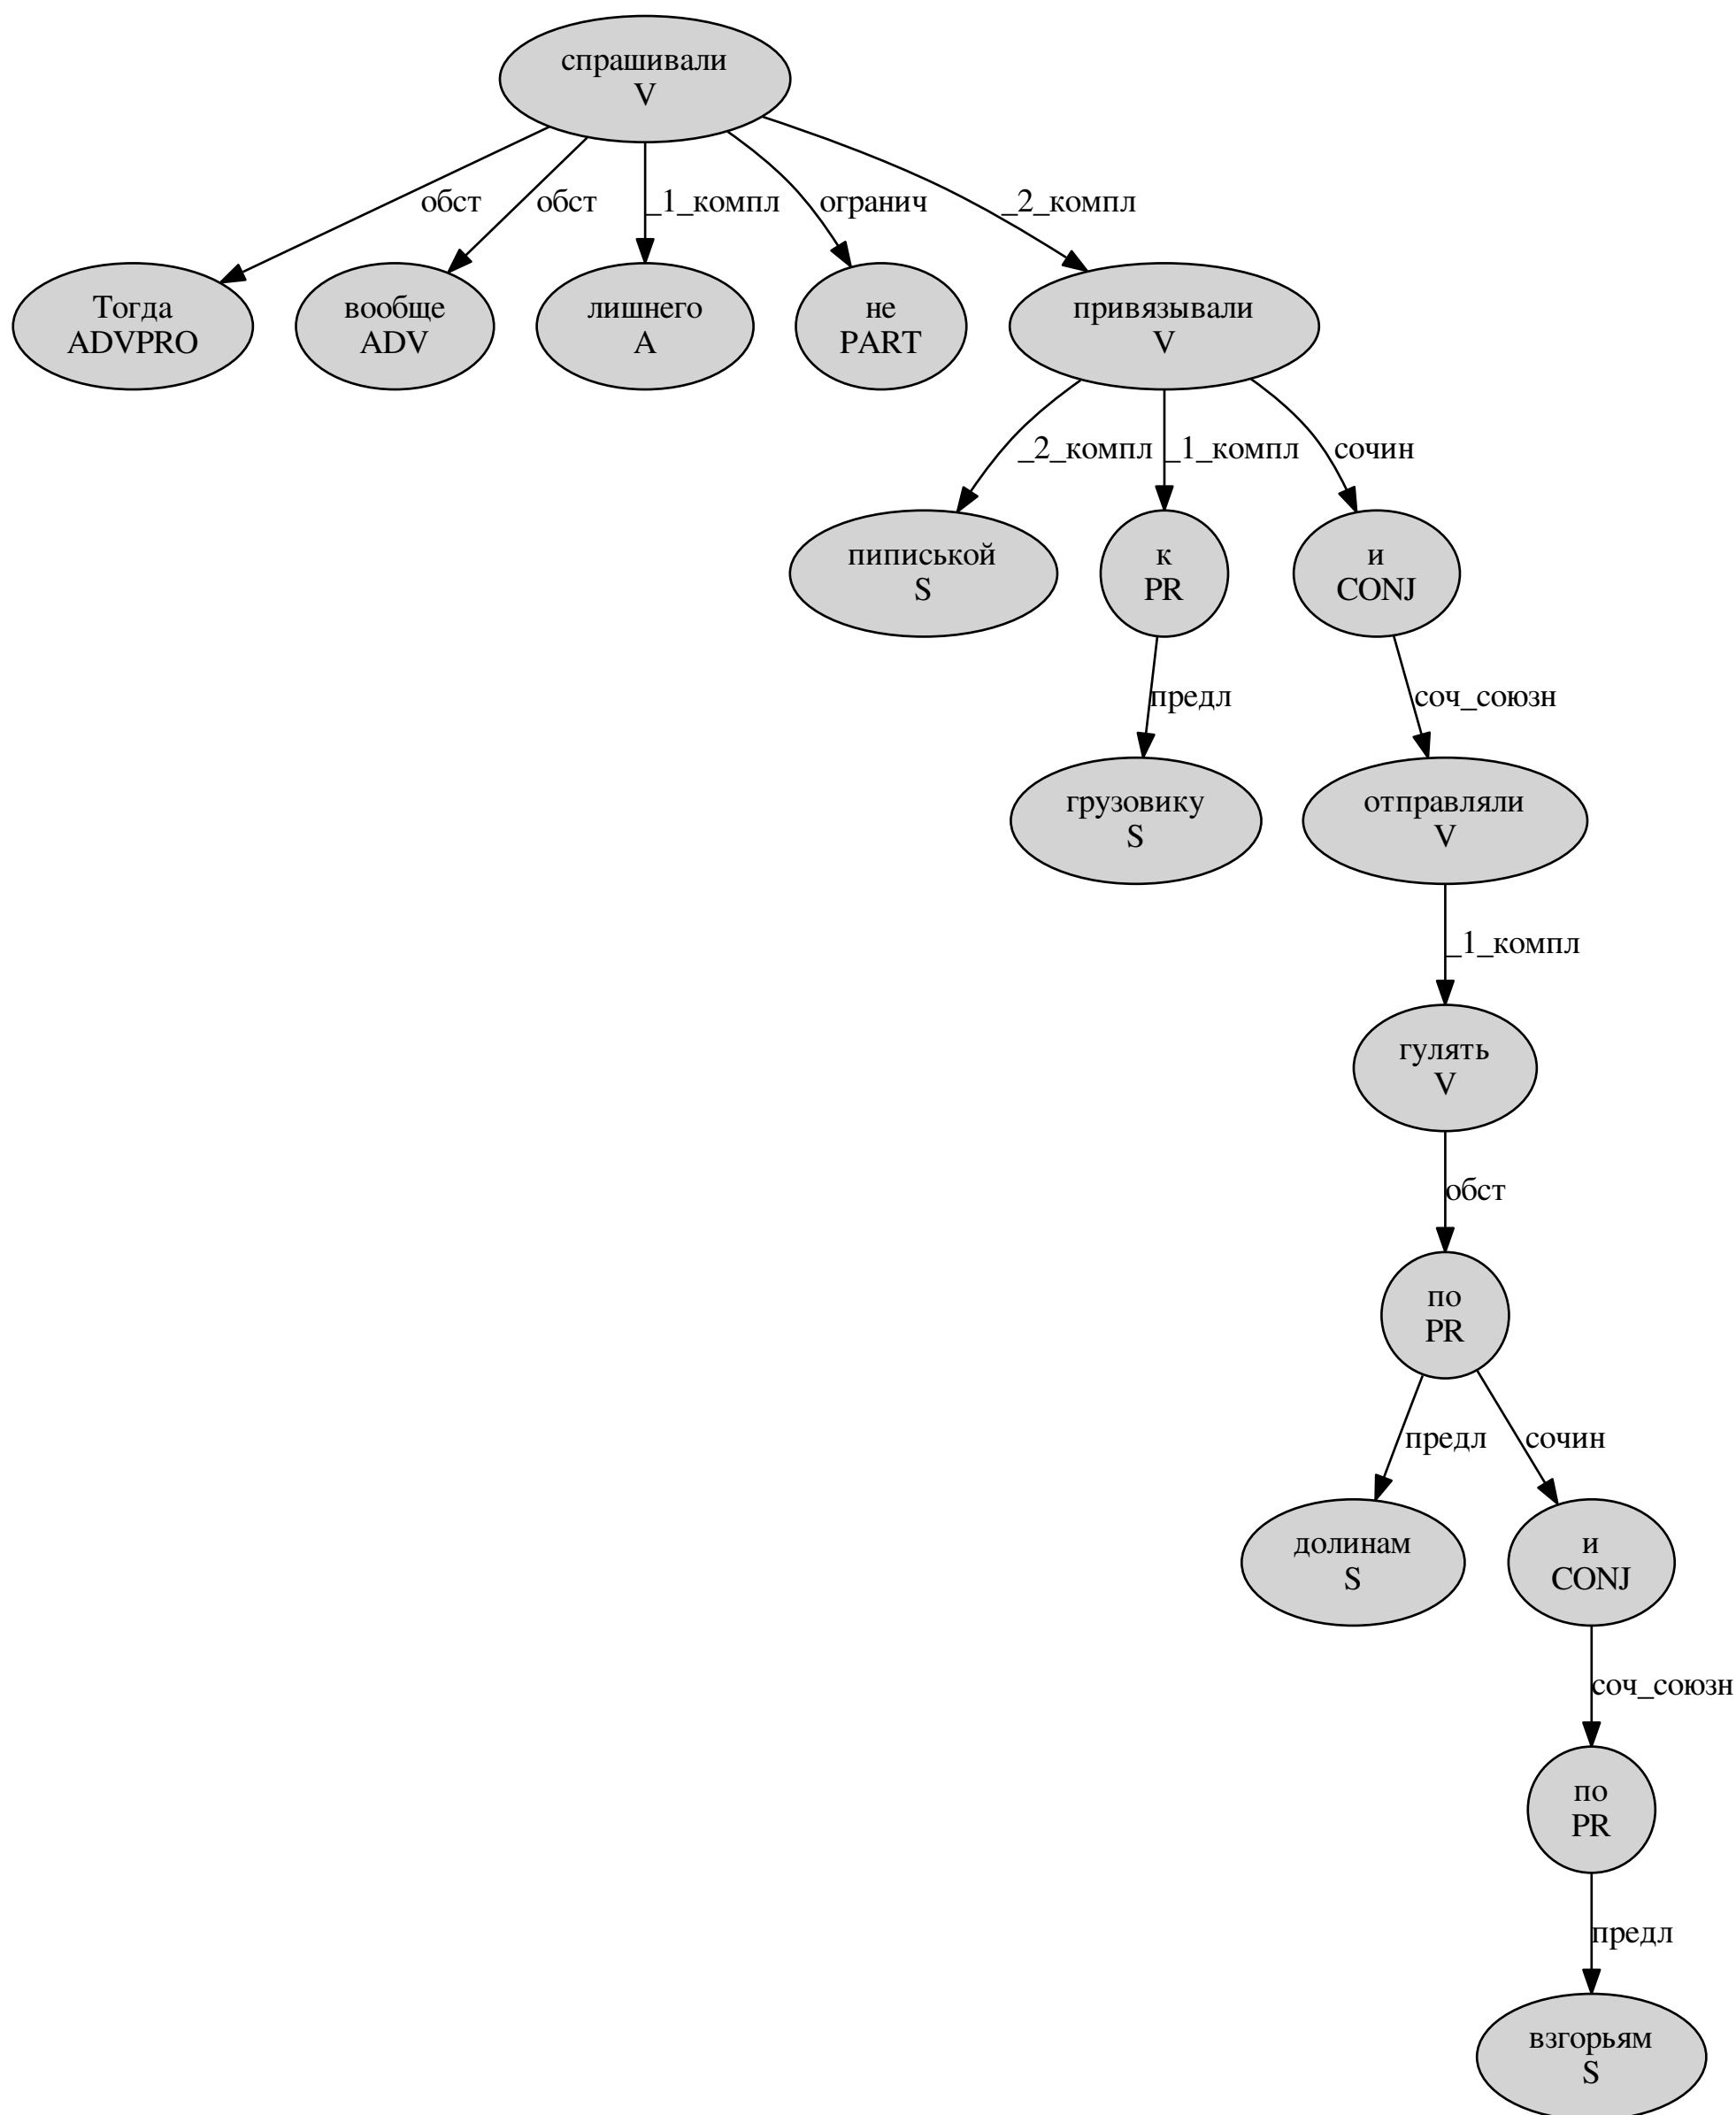 спрашивали
V
обст
обст
_1_компл
огранич
_2_компл
Тогда
ADVPRO
вообще
ADV
лишнего
A
не
PART
привязывали
V
_2_компл
_1_компл
сочин
пиписькой
S
к
PR
и
CONJ
предл
соч_союзн
грузовику
S
отправляли
V
_1_компл
гулять
V
обст
по
PR
предл
сочин
долинам
S
и
CONJ
соч_союзн
по
PR
предл
взгорьям
S